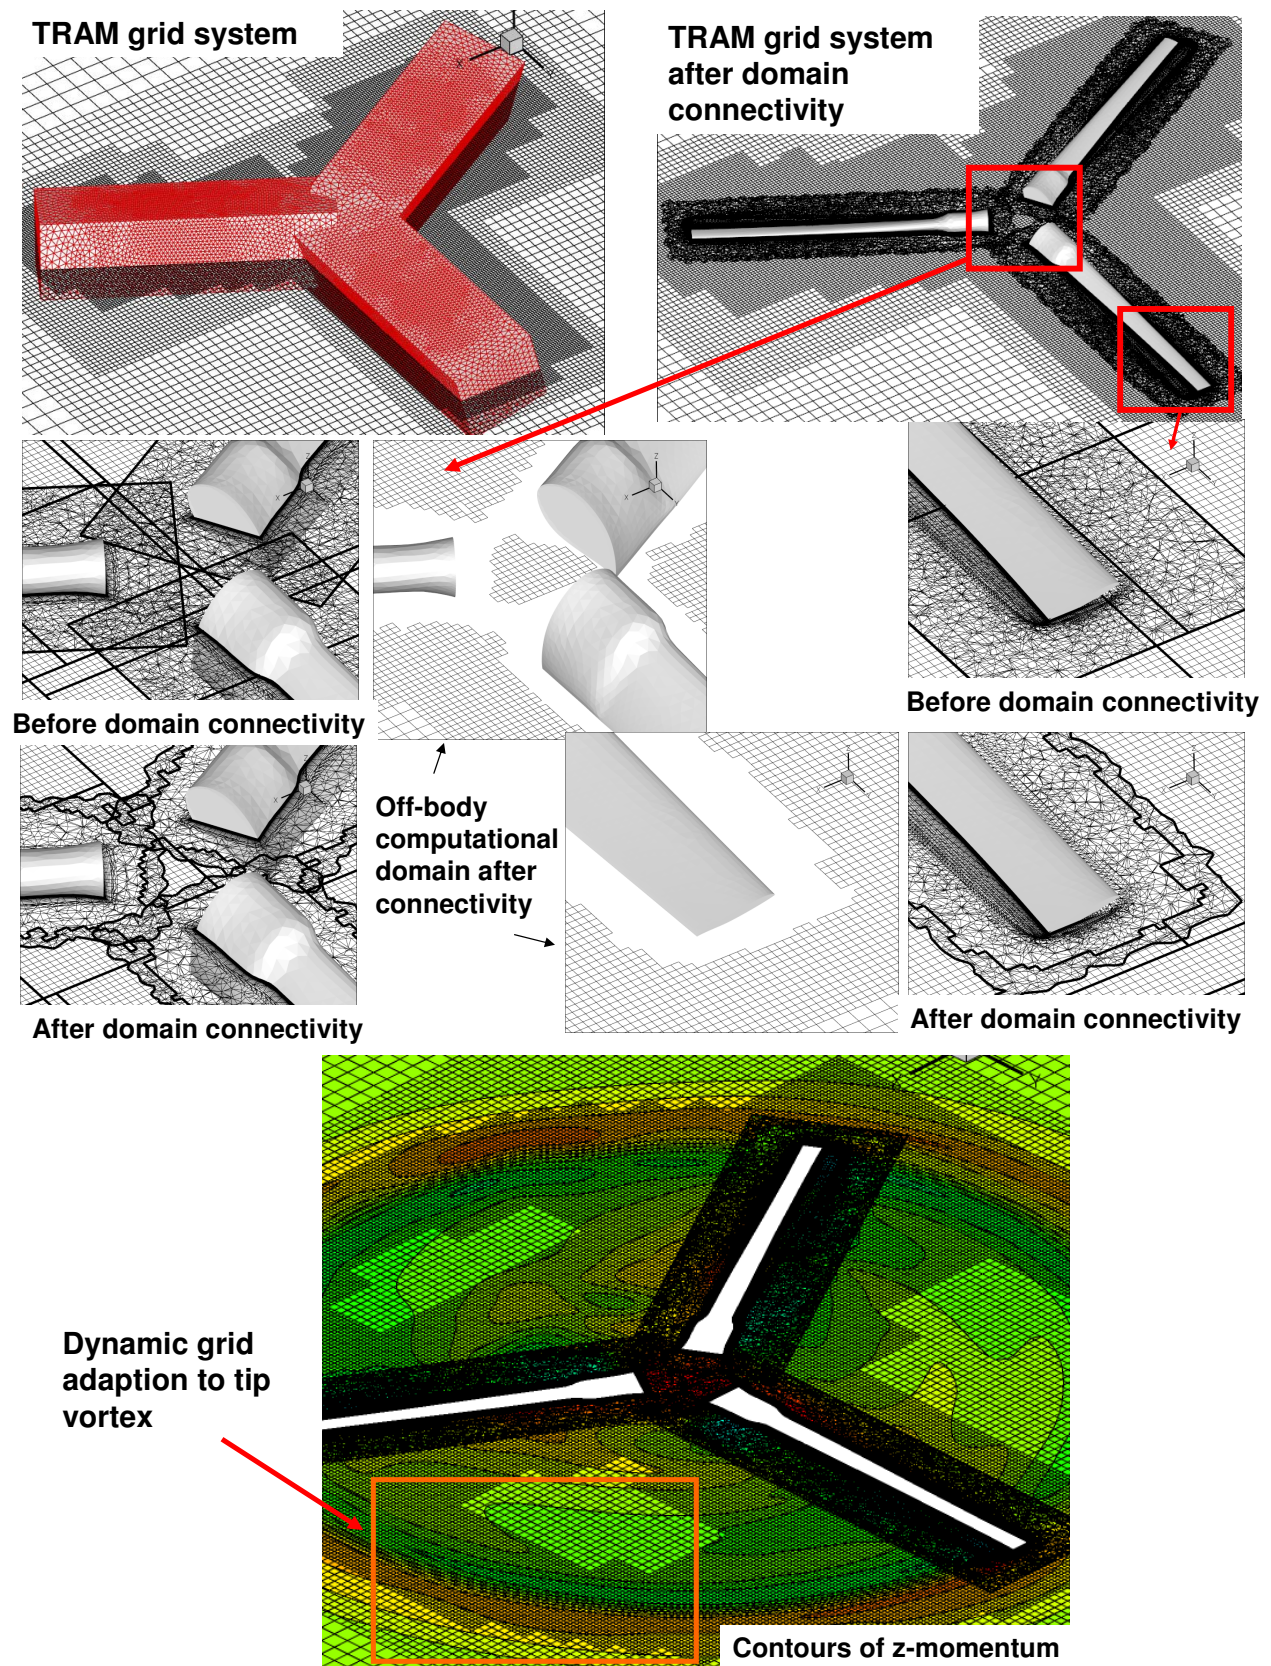 TRAM grid system
TRAM grid system
after domain
connectivity
Before domain connectivity
Before domain connectivity
Off-body
computational
domain after
connectivity
After domain connectivity
After domain connectivity
Dynamic grid
adaption to tip
vortex
Contours of z-momentum